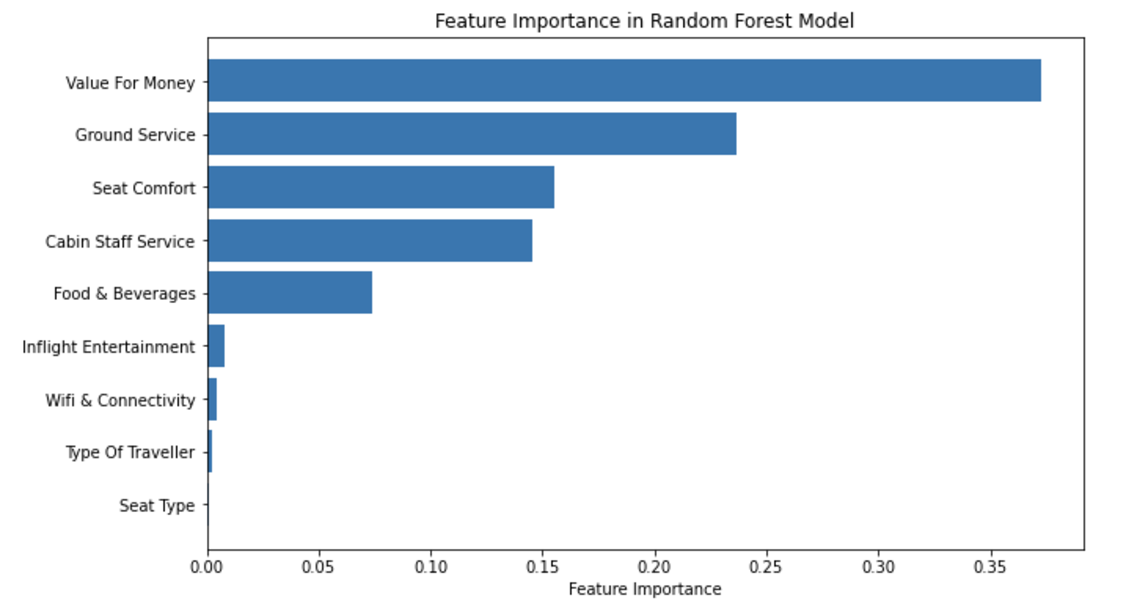 Feature Importance in Random Forest Model
Value For Money
Ground Service
Seat Comfort
Cabin Staff Service
Food & Beverages
Inflight Entertainment
Wifi & Connectivity
Type Of Traveller
Seat Type
0.00 0.05 0.10 0.15 0.20 0.25 0.30 0.35
Feature Importance